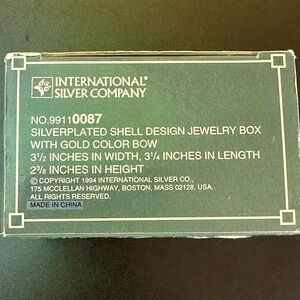 INTERNATIONAL®
SILVER COMPANY
NO.99110087
SILVERPLATED SHELL DESIGN JEWELRY BOX
WITH GOLD COLOR BOW
3½ INCHES IN WIDTH, 3¼ INCHES IN LENGTH
2⅜ INCHES IN HEIGHT
© COPYRIGHT 1994 INTERNATIONAL SILVER CO.,
175 MCCLELLAN HIGHWAY, BOSTON, MASS 02128, USA.
ALL RIGHTS RESERVED.
MADE IN CHINA